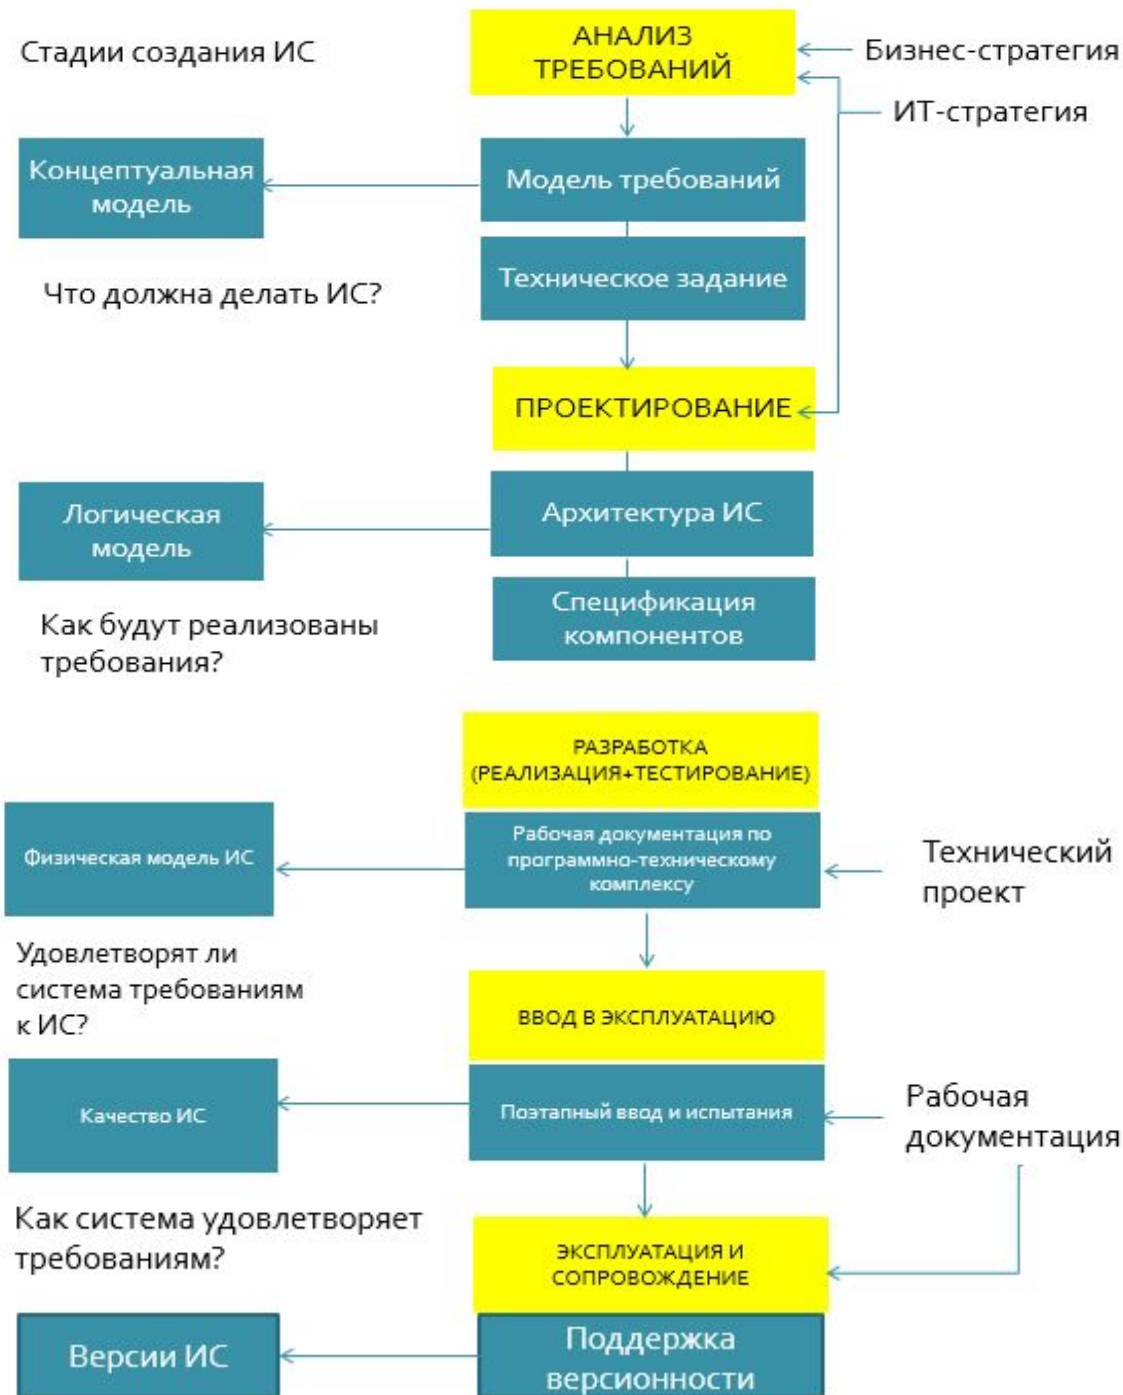 Стадии создания ИС
АНАЛИЗ
ТРЕБОВАНИЙ
Бизнес-стратегия
ИТ-стратегия
Концептуальная
модель
Модель требований
Техническое задание
Что должна делать ИС?
ПРОЕКТИРОВАНИЕ
Логическая
модель
Архитектура ИС
Спецификация
компонентов
Как будут реализованы
требования?
РАЗРАБОТКА
(РЕАЛИЗАЦИЯ+ТЕСТИРОВАНИЕ)
Физическая модель ИС
Рабочая документация по
программно-техническому
комплексу
Технический
проект
Удовлетворят ли
система требованиям
к ИС?
ВВОД В ЭКСПЛУАТАЦИЮ
Качество ИС
Поэтапный ввод и испытания
Рабочая
документация
Как система удовлетворяет
требованиям?
ЭКСПЛУАТАЦИЯ И
СОПРОВОЖДЕНИЕ
Версии ИС
Поддержка
версионности